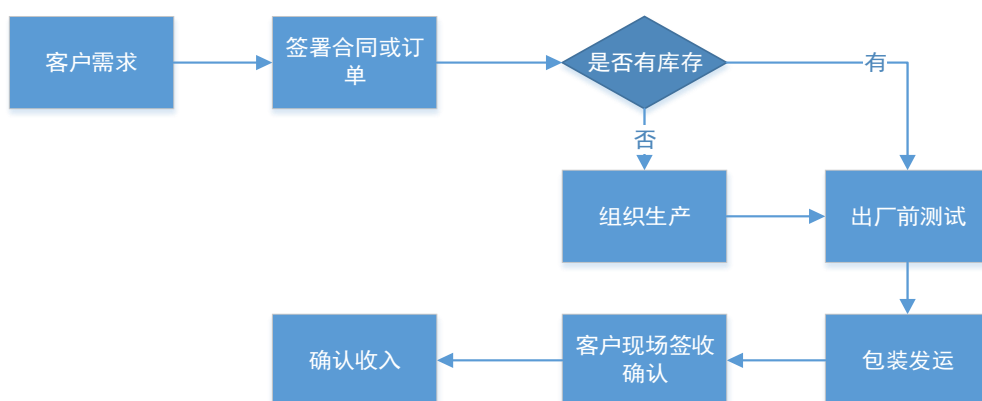 客户需求
签署合同或订
单
是否有库存
有
否
组织生产
出厂前测试
确认收入
客户现场签收
确认
包装发运